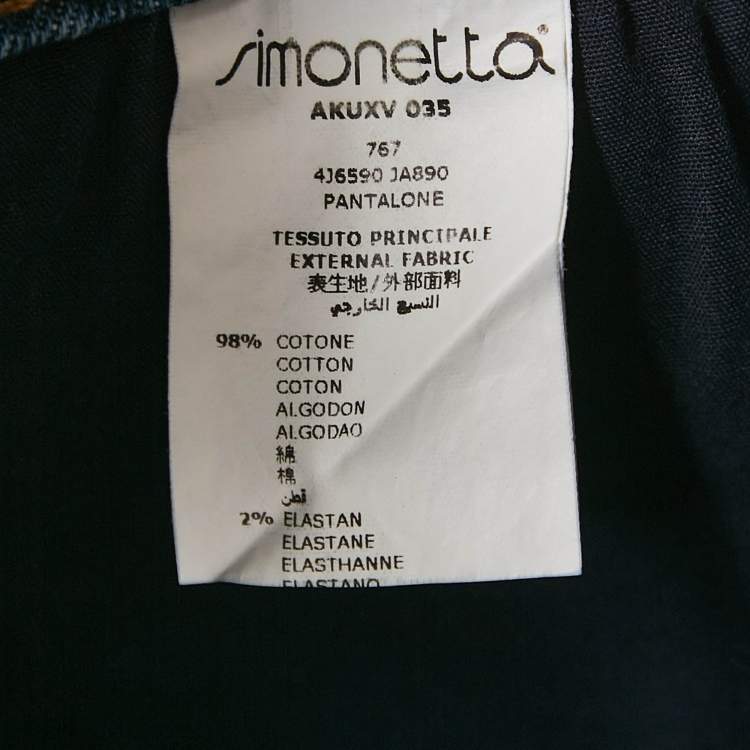 simonetta®
AKUXV 035
767
4J6590 JA890
PANTALONE
TESSUTO PRINCIPALE
EXTERNAL FABRIC
表生地/外部面料
النسيج الخارجي
98% COTONE
COTTON
COTON
ALGODON
ALGODAO
綿
棉
قطن
2% ELASTAN
ELASTANE
ELASTHANNE
ELASTANO